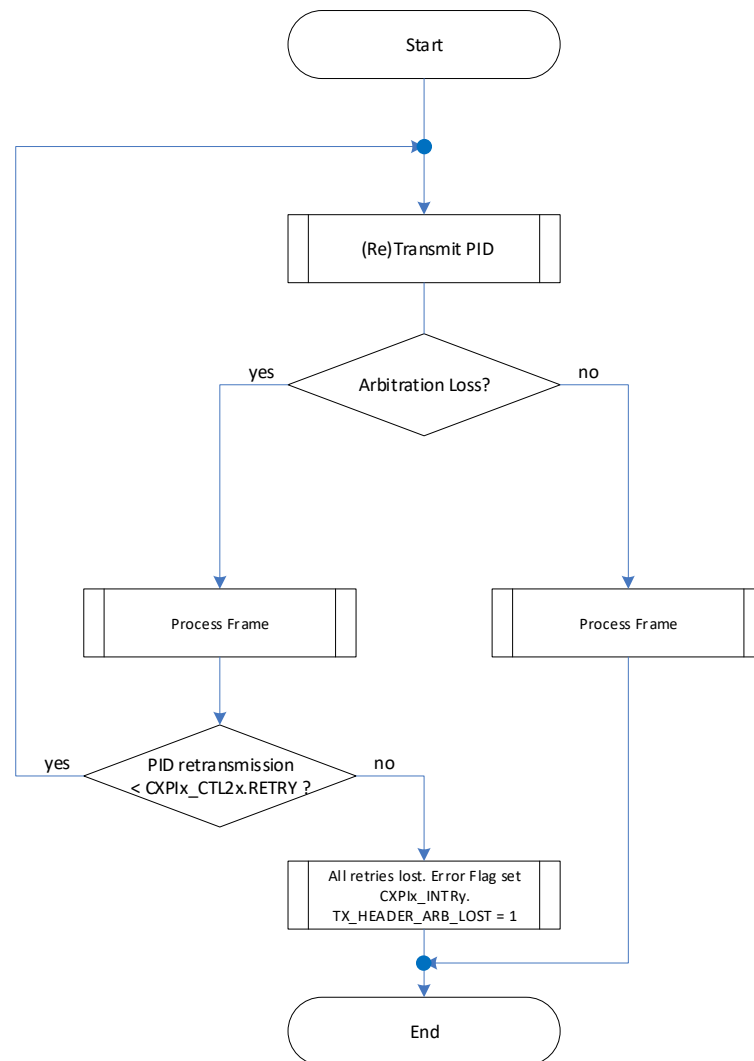 Start
(Re)Transmit PID
yes
no
Arbitration Loss?
Process Frame
Process Frame
yes
PID retransmission
< CXPIx_CTL2x.RETRY ?
no
All retries lost. Error Flag set
CXPIx_INTRy.
TX_HEADER_ARB_LOST = 1
End